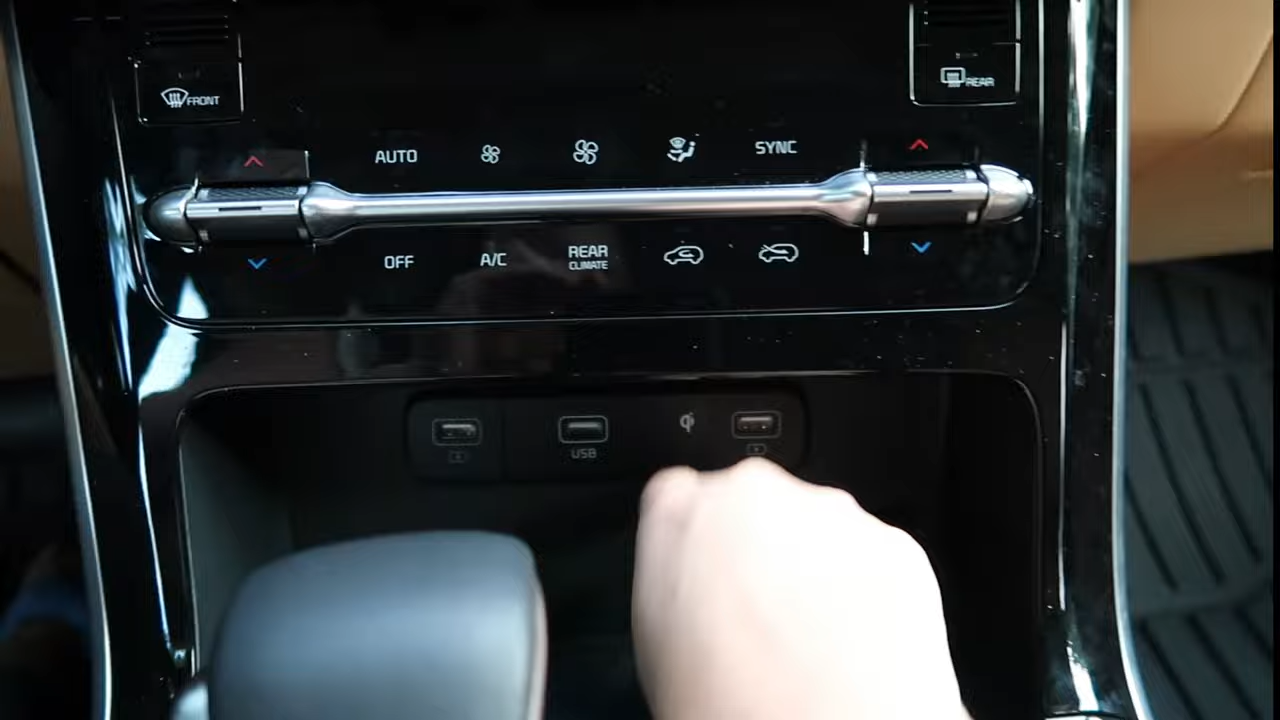 FRONT
REAR
AUTO
SYNC
OFF
A/C
REAR
CLIMATE
USB